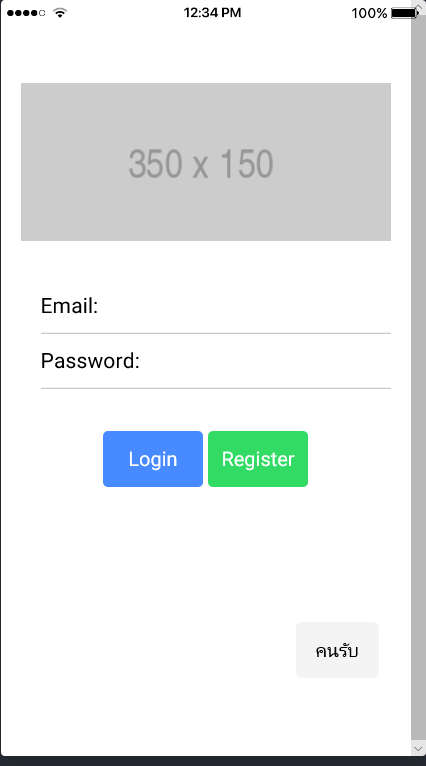 12:34 PM 100%
350 x 150
Email:
Password:
Login Register
คนรับ